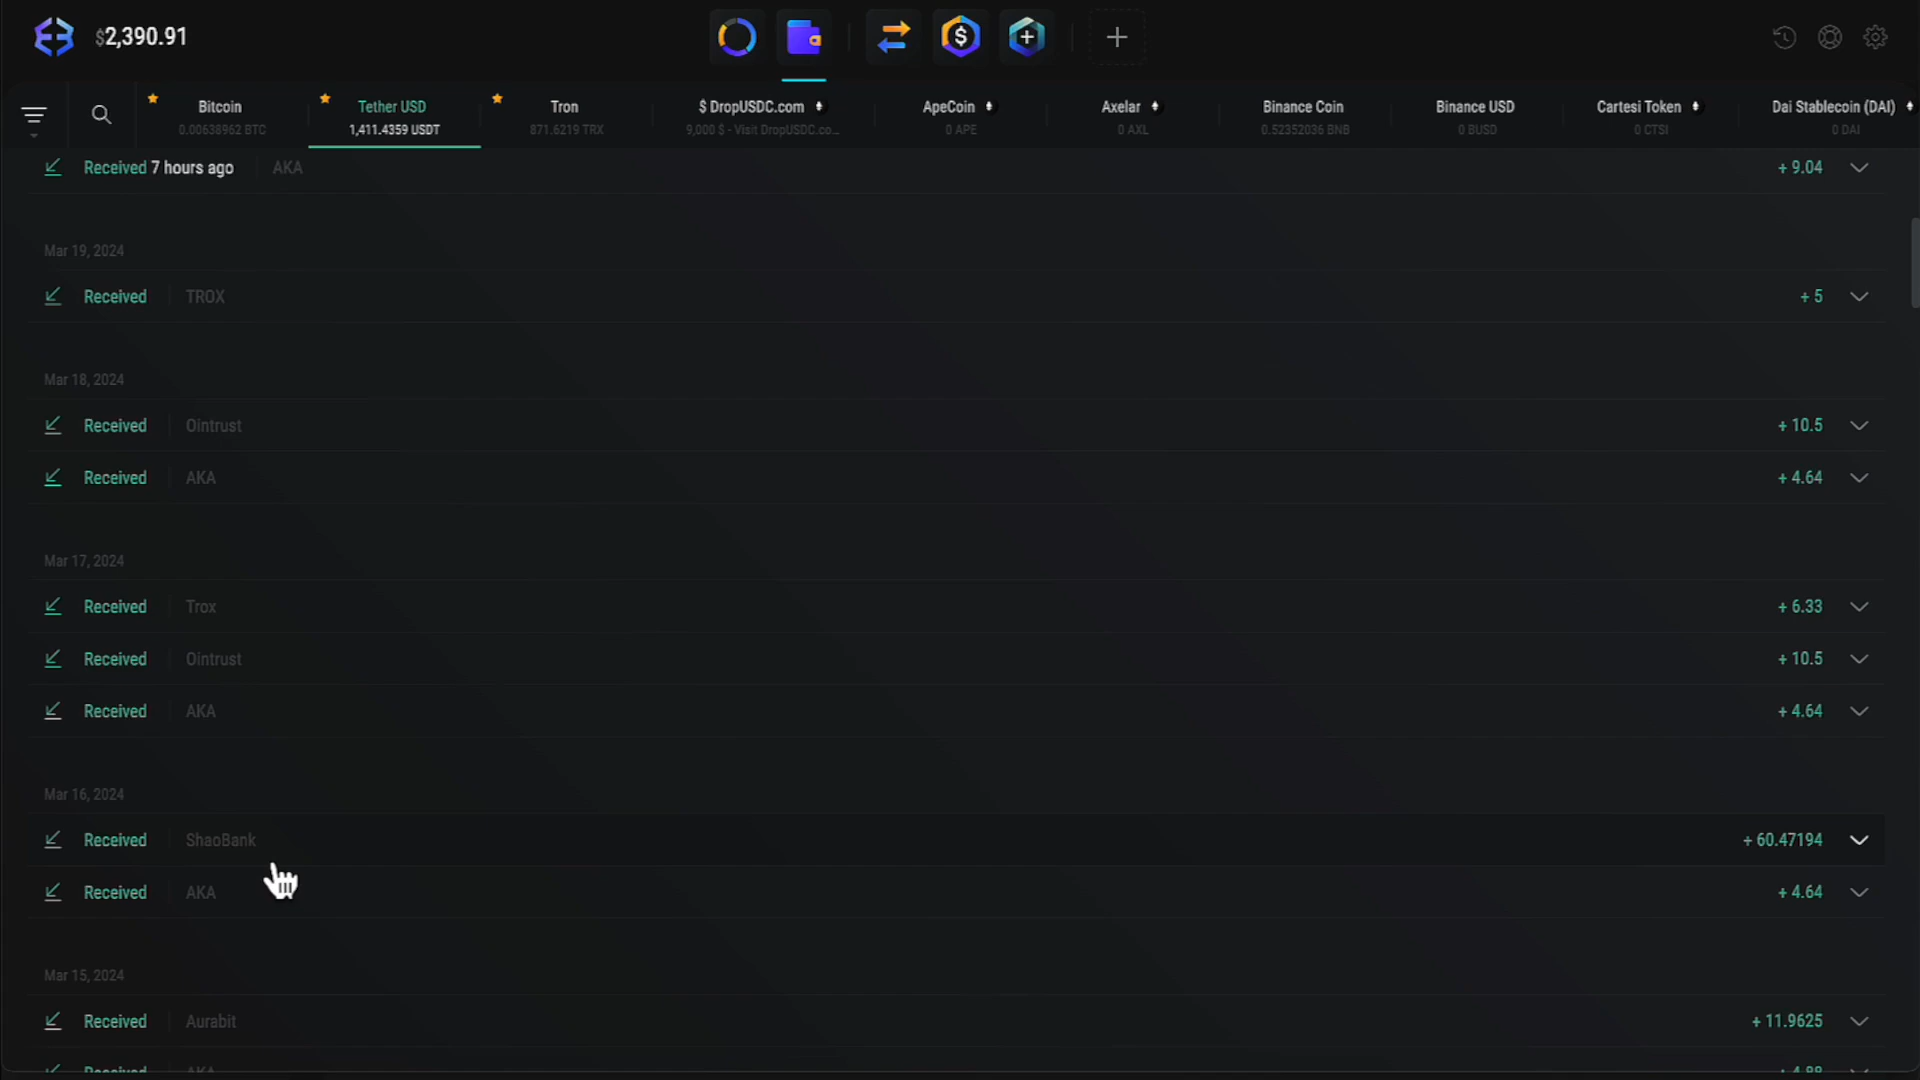 $2,390.91
Bitcoin
0.00638962 BTC
Tether USD
1,411.4359 USDT
Tron
871.6219 TRX
$ DropUSDC.com
9,000 $ - Visit DropUSDC.co...
ApeCoin
0 APE
Axelar
0 AXL
Binance Coin
0.52352036 BNB
Binance USD
0 BUSD
Cartesi Token
0 CTSI
Dai Stablecoin (DAI)
0 DAI
Received 7 hours ago AKA + 9.04
Mar 19, 2024
Received TROX + 5
Mar 18, 2024
Received Ointrust + 10.5
Received AKA + 4.64
Mar 17, 2024
Received Trox + 6.33
Received Ointrust + 10.5
Received AKA + 4.64
Mar 16, 2024
Received ShaoBank + 60.47194
Received AKA + 4.64
Mar 15, 2024
Received Aurabit + 11.9625
Received AKA + 4.88